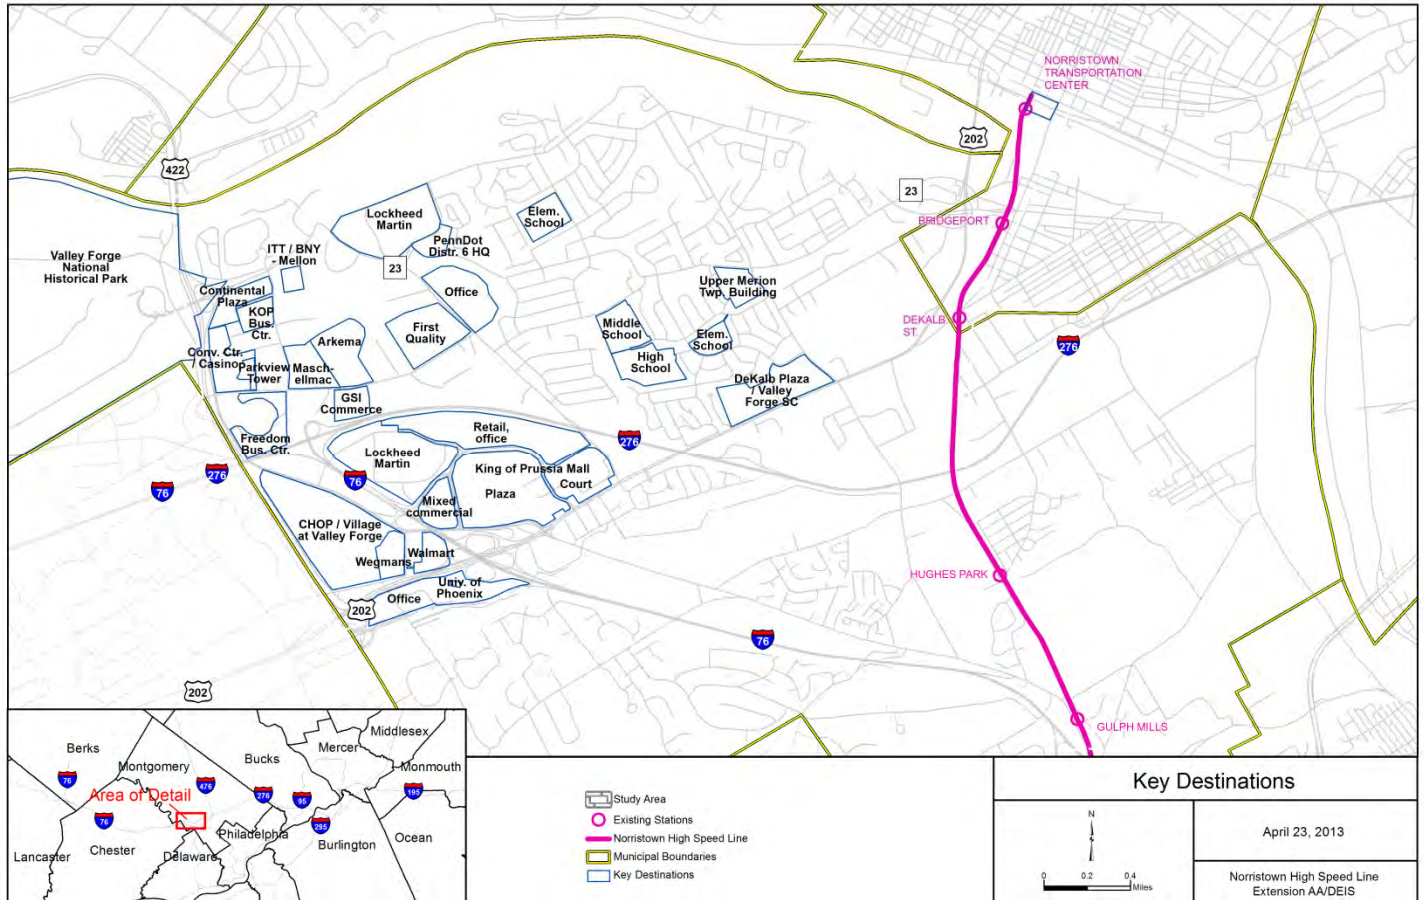 NORRISTOWN
TRANSPORTATION
CENTER
202
422
23
BRIDGEPORT
Lockheed
Martin
Elem.
School
PennDot
Distr. 6 HQ
23
ITT / BNY
- Mellon
Valley Forge
National
Historical Park
Continental
Plaza
Office
Upper Merion
Twp. Building
KOP
Bus.
Ctr.
First
Quality
Middle
School
Elem.
School
DEKALB
ST.
276
Arkema
Conv. Ctr.
/ Casino
Parkview
Tower
Masch-
ellmac
High
School
DeKalb Plaza
/ Valley
Forge SC
GSI
Commerce
Freedom
Bus. Ctr.
Retail,
office
276
Lockheed
Martin
King of Prussia Mall
Plaza
Court
76
276
76
Mixed
commercial
CHOP / Village
at Valley Forge
Wegmans
Walmart
Univ. of
Phoenix
Office
202
HUGHES PARK
76
202
GULPH MILLS
Berks
Montgomery
Bucks
Mercer
Middlesex
Monmouth
76
476
276
95
195
Area of Detail
76
Philadelphia
295
Burlington
Ocean
Lancaster
Chester
Delaware
Study Area
Existing Stations
Norristown High Speed Line
Municipal Boundaries
Key Destinations
Key Destinations
N
0 0.2 0.4
Miles
April 23, 2013
Norristown High Speed Line
Extension AA/DEIS